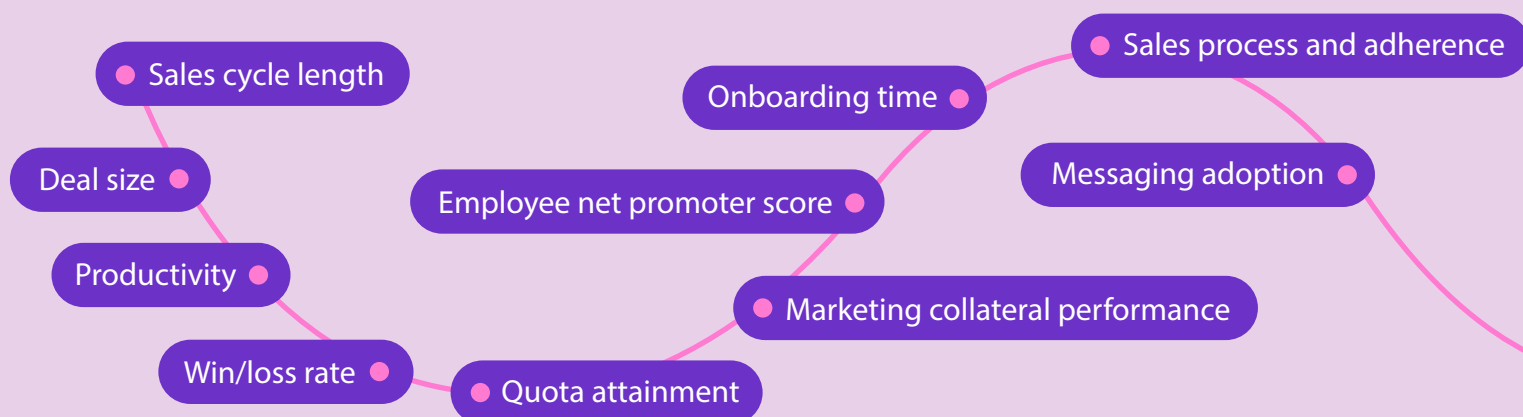 Sales cycle length
Deal size
Productivity
Win/loss rate
Quota attainment
Marketing collateral performance
Employee net promoter score
Onboarding time
Sales process and adherence
Messaging adoption